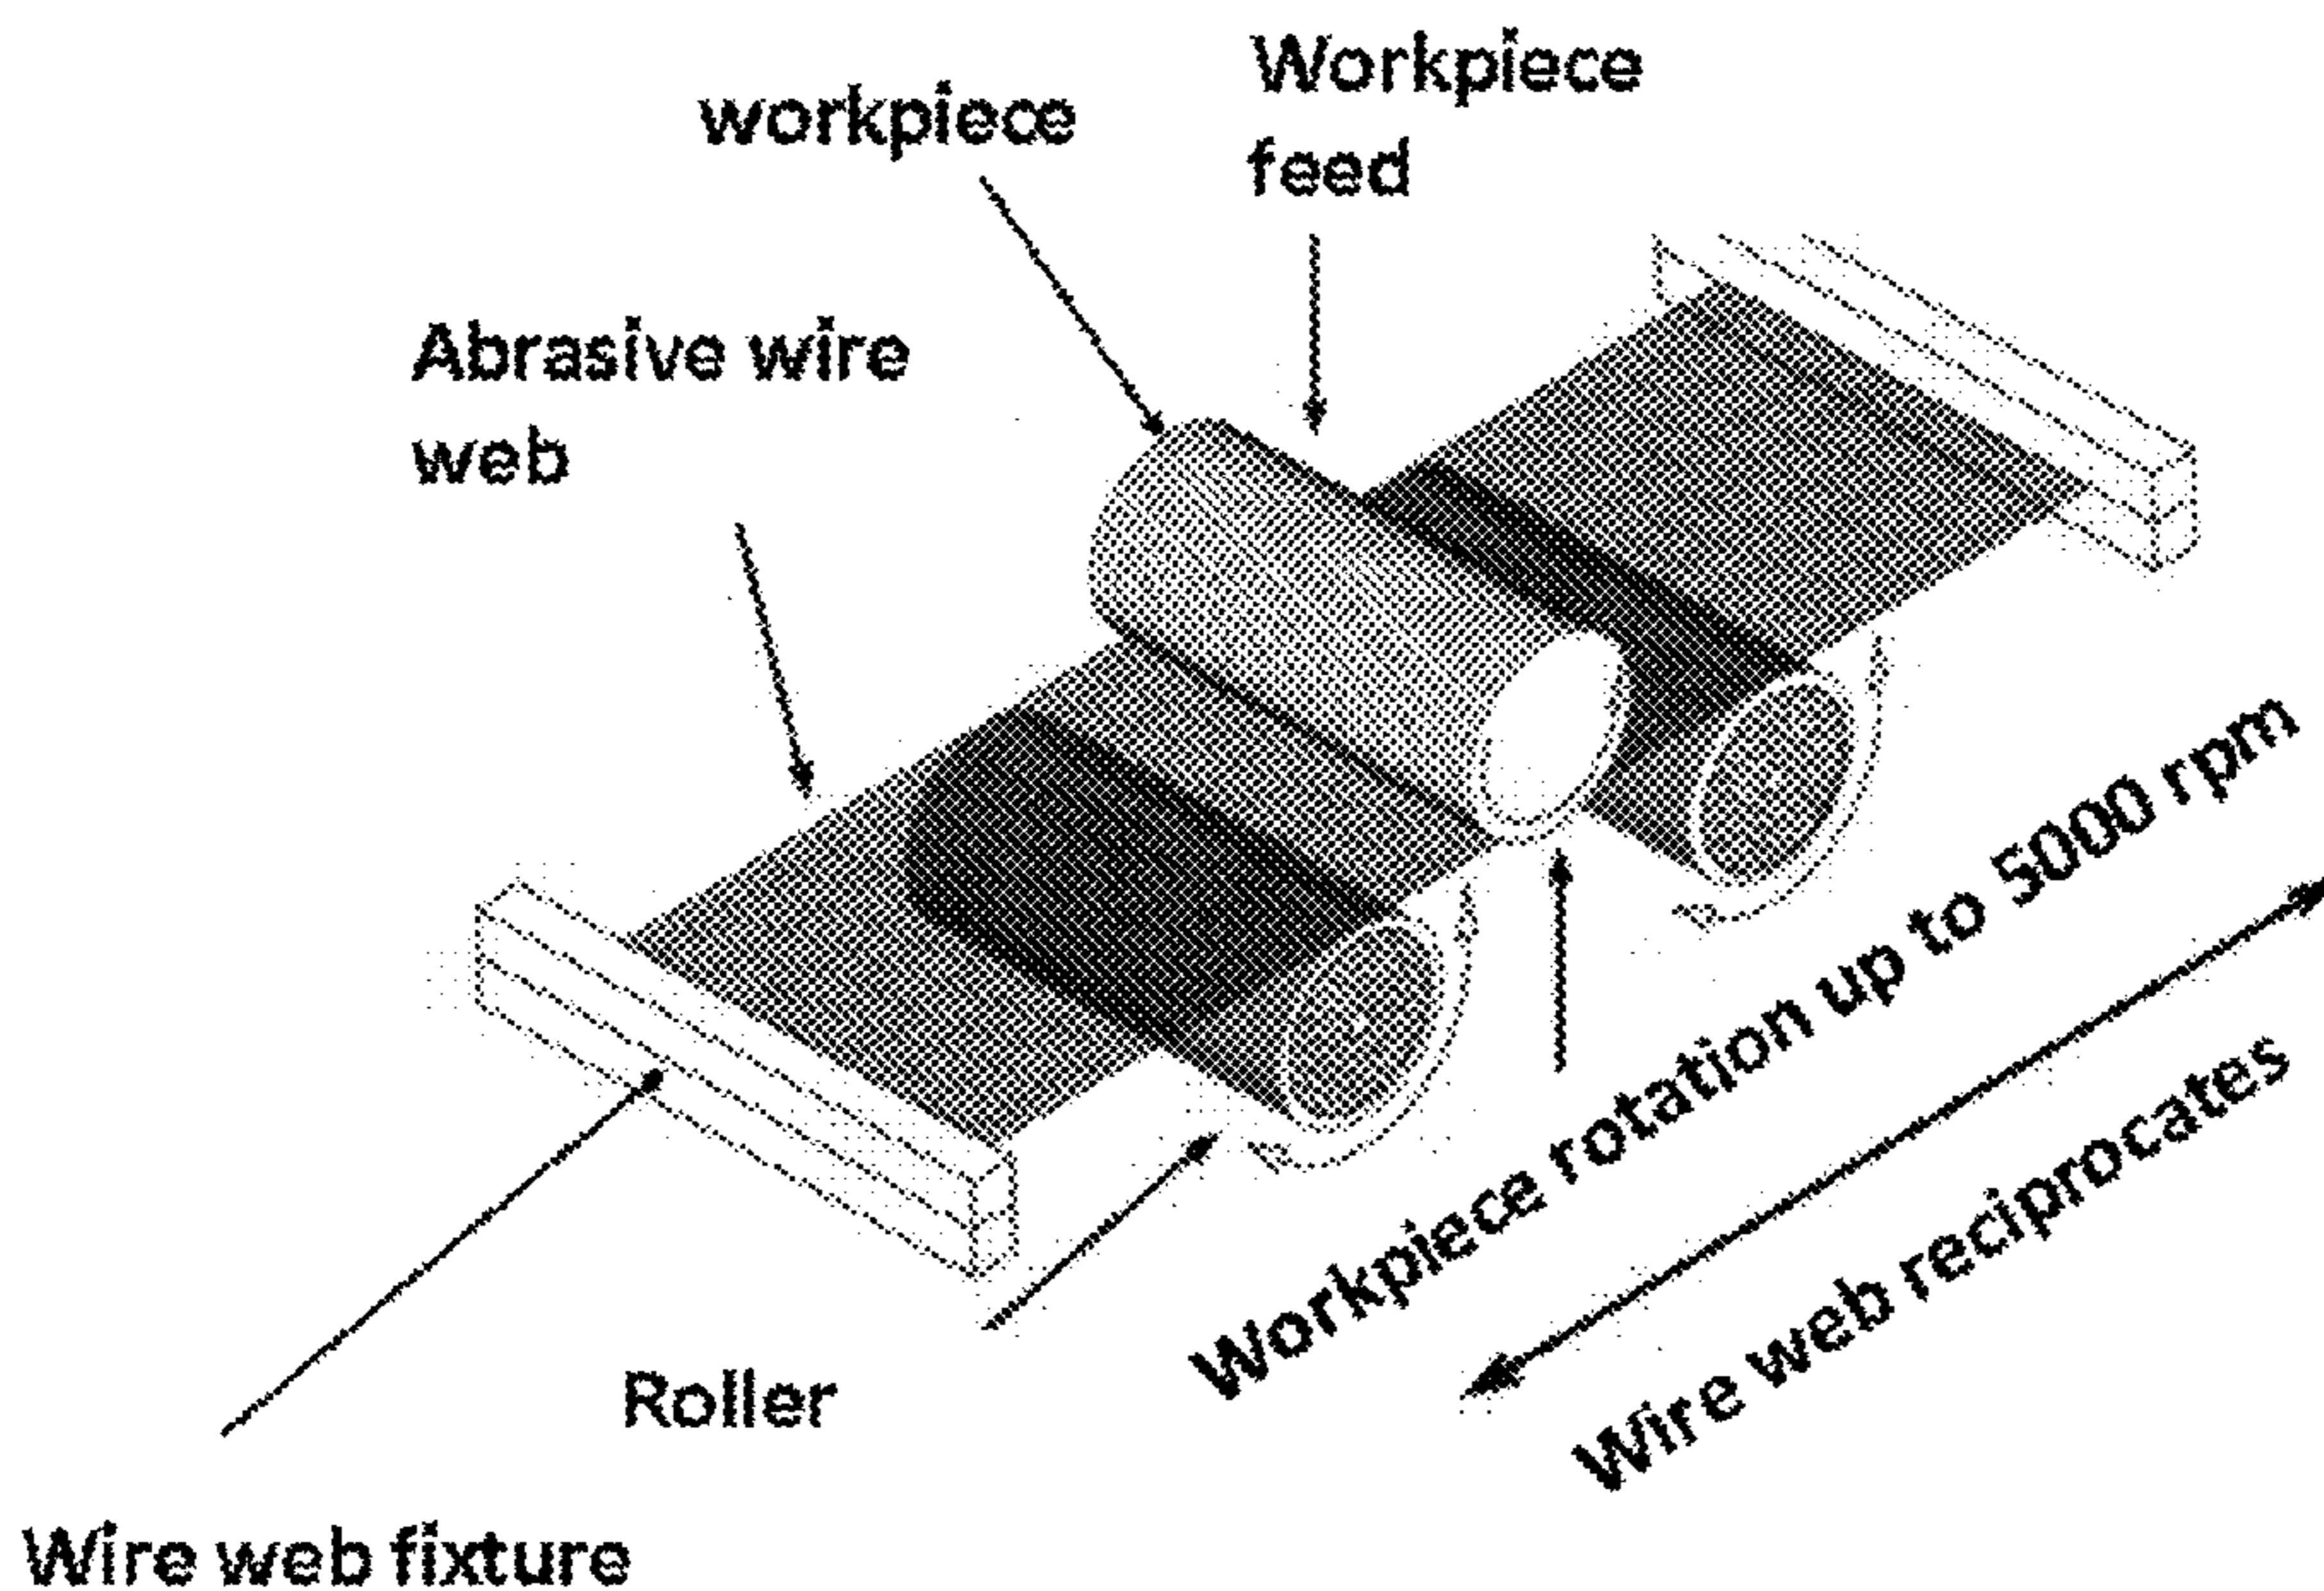 Workpiece
feed
workpiece
Abrasive wire
web
Workpiece rotation up to 5000 rpm
Wire web reciprocates
Roller
Wire web fixture